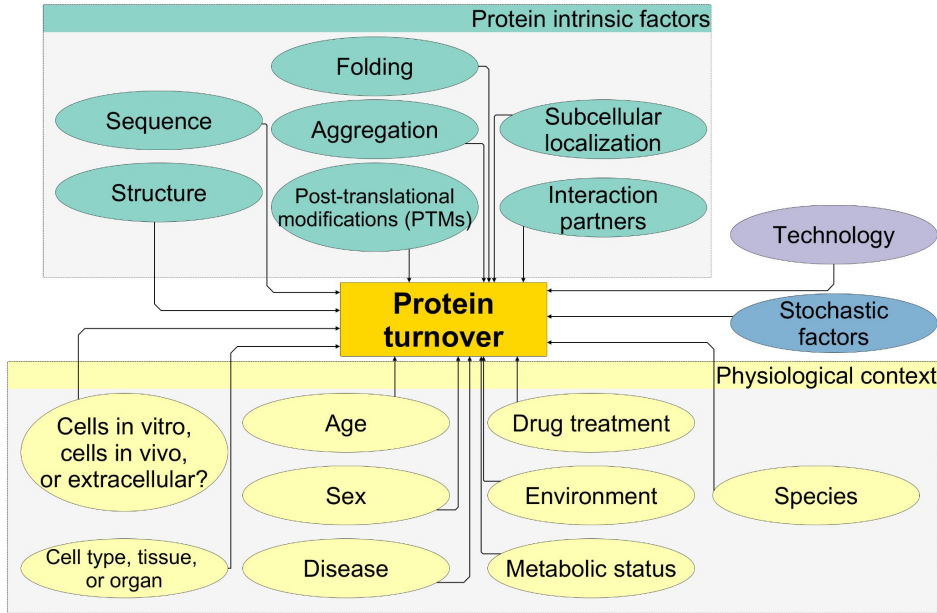 Protein intrinsic factors
Folding
Sequence
Aggregation
Subcellular
localization
Structure
Post-translational
modifications (PTMs)
Interaction
partners
Technology
Protein
turnover
Stochastic
factors
Physiological context
Cells in vitro,
cells in vivo,
or extracellular?
Age
Drug treatment
Sex
Environment
Species
Cell type, tissue,
or organ
Disease
Metabolic status